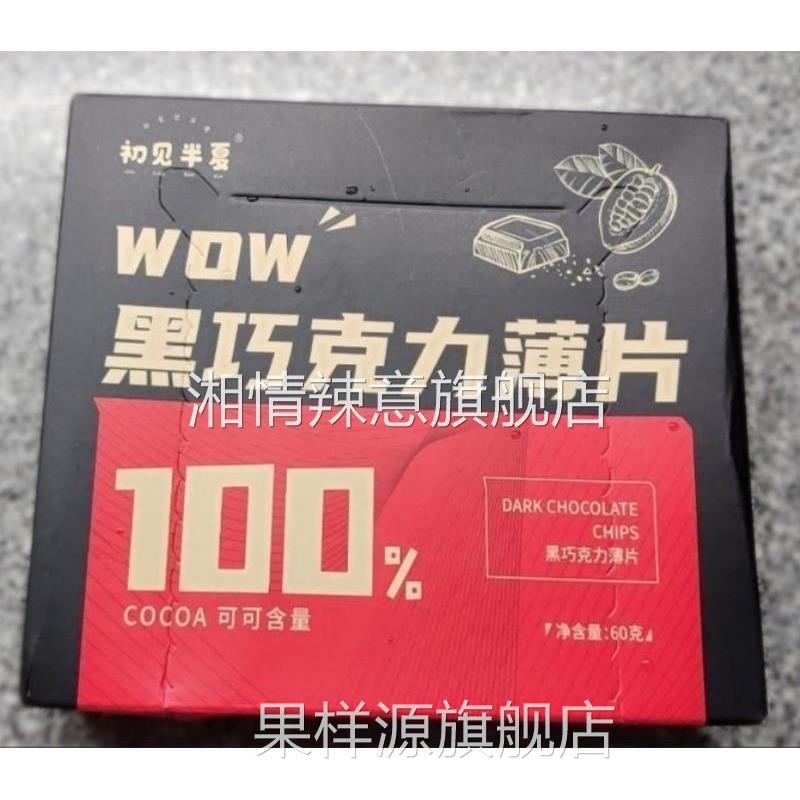 初见半夏®
WOW
黑巧克力薄片
湘情辣意旗舰店
100%
COCOA 可可含量
DARK CHOCOLATE
CHIPS
黑巧克力薄片
净含量:60克
果样源旗舰店